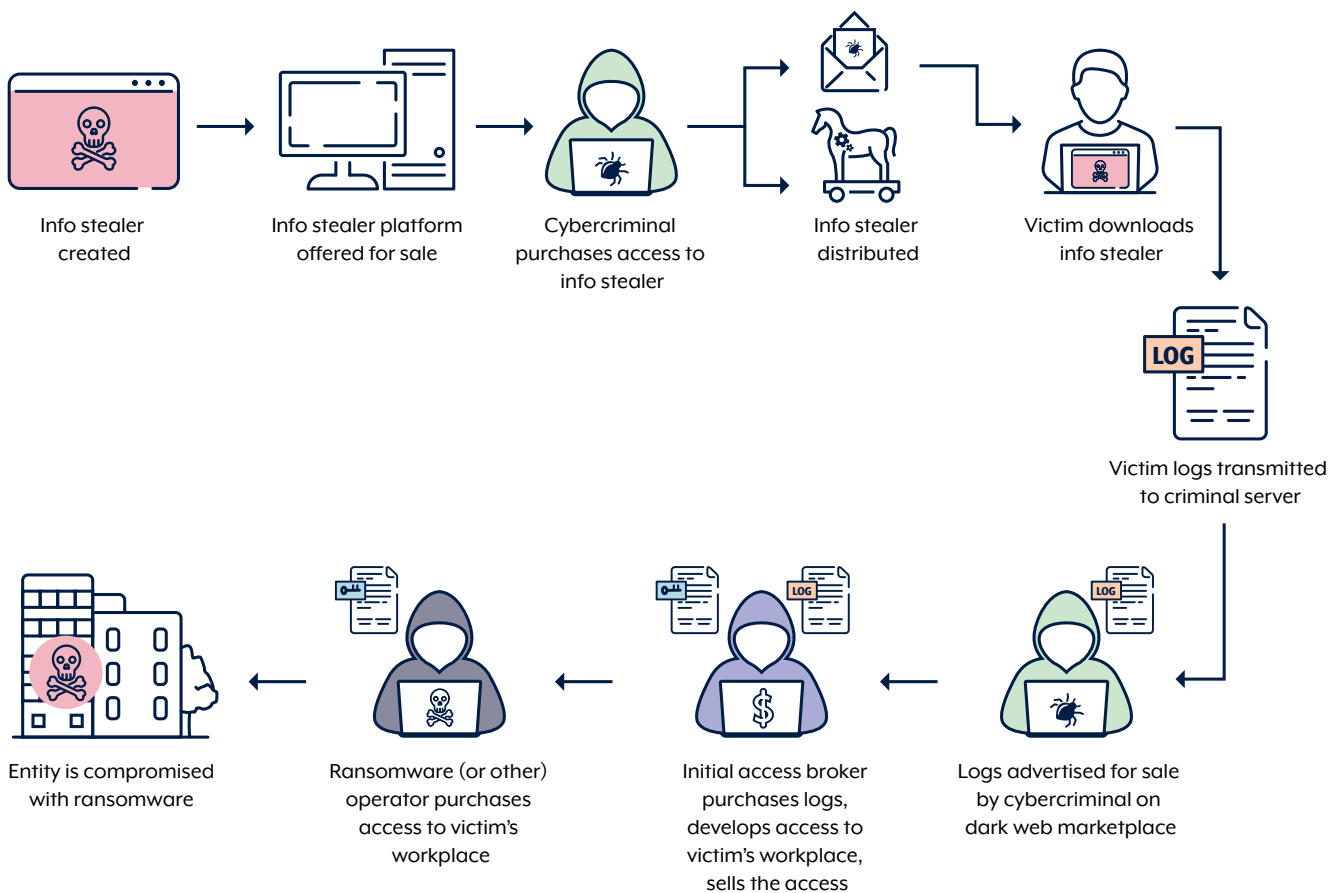 Info stealer
created
Info stealer platform
offered for sale
Cybercriminal
purchases access to
info stealer
Info stealer
distributed
Victim downloads
info stealer
LOG
Victim logs transmitted
to criminal server
LOG
Logs advertised for sale
by cybercriminal on
dark web marketplace
LOG
$
Initial access broker
purchases logs,
develops access to
victim's workplace,
sells the access
Ransomware (or other)
operator purchases
access to victim's
workplace
Entity is compromised
with ransomware